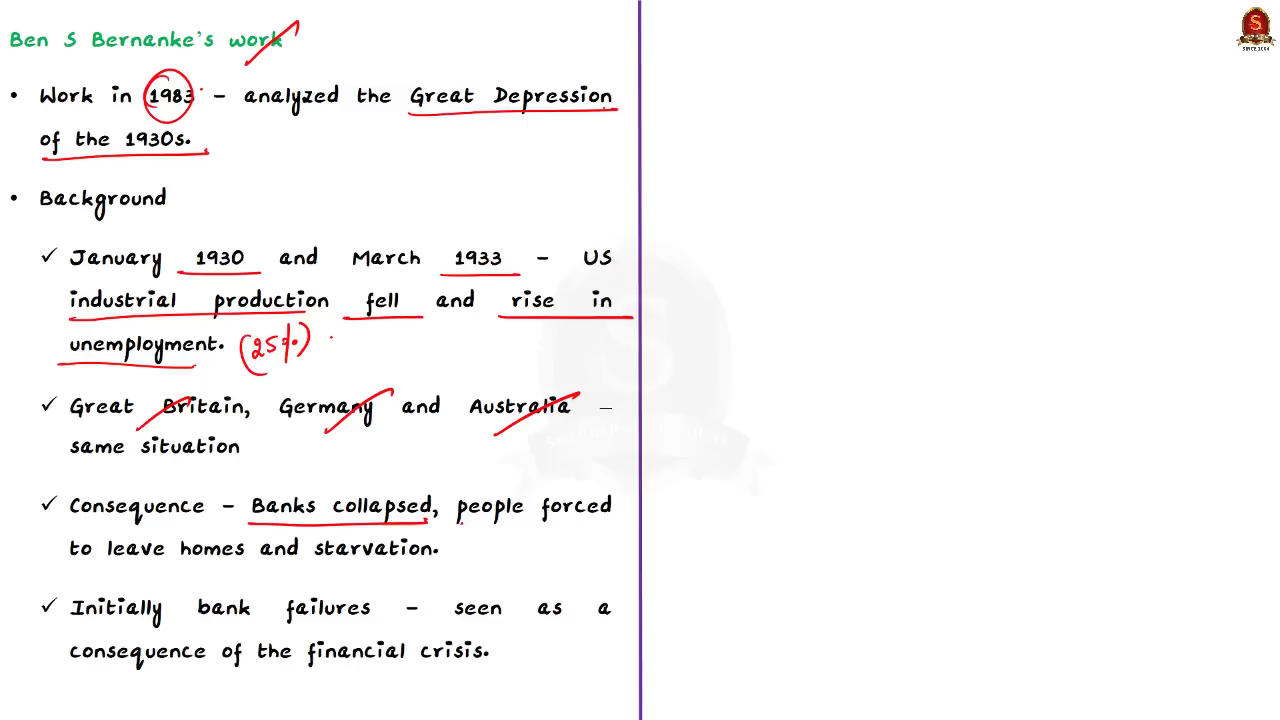 Ben S Bernanke's work
• Work in 1983 – analyzed the Great Depression
of the 1930s.
• Background
✓ January 1930 and March 1933 – US
industrial production fell and rise in
unemployment. (25%)
✓ Great Britain, Germany and Australia –
same situation
✓ Consequence – Banks collapsed, people forced
to leave homes and starvation.
✓ Initially bank failures – seen as a
consequence of the financial crisis.
S
SINCE 2004